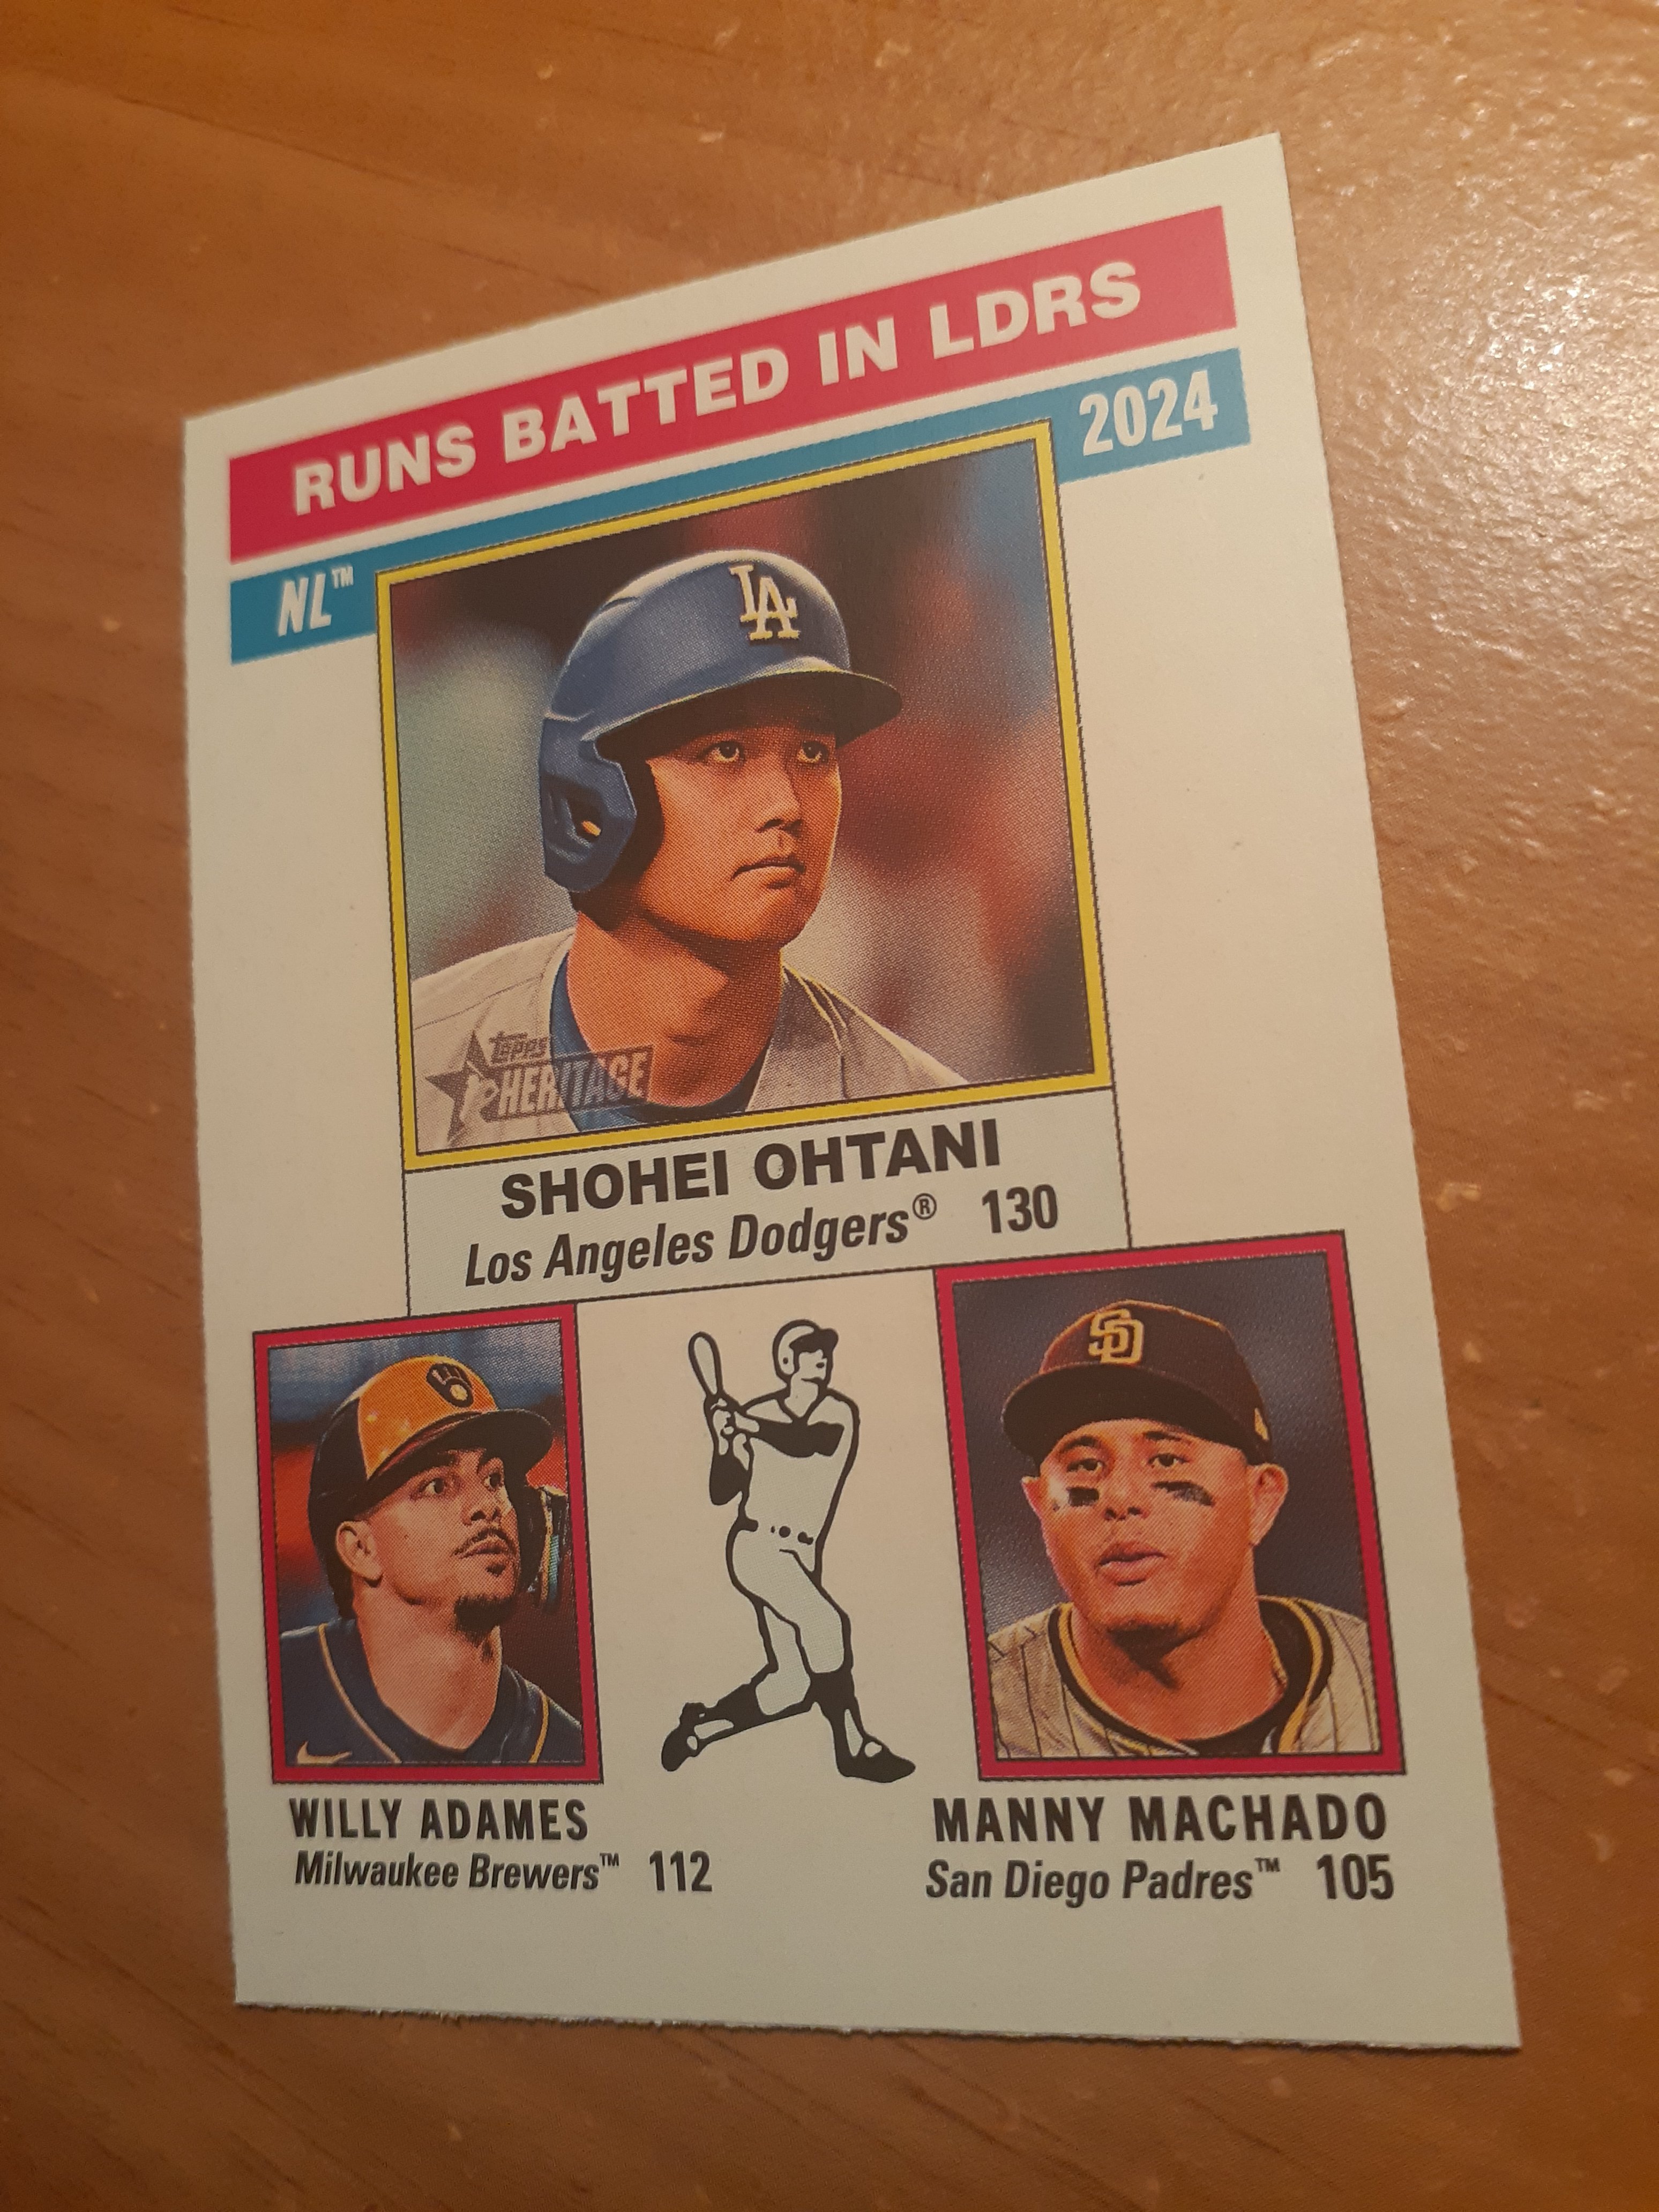 RUNS BATTED IN LDRS
NL™
2024
LA
Topps
HERITAGE
SHOHEI OHTANI
Los Angeles Dodgers® 130
SD
WILLY ADAMES
Milwaukee Brewers™ 112
MANNY MACHADO
San Diego Padres™ 105